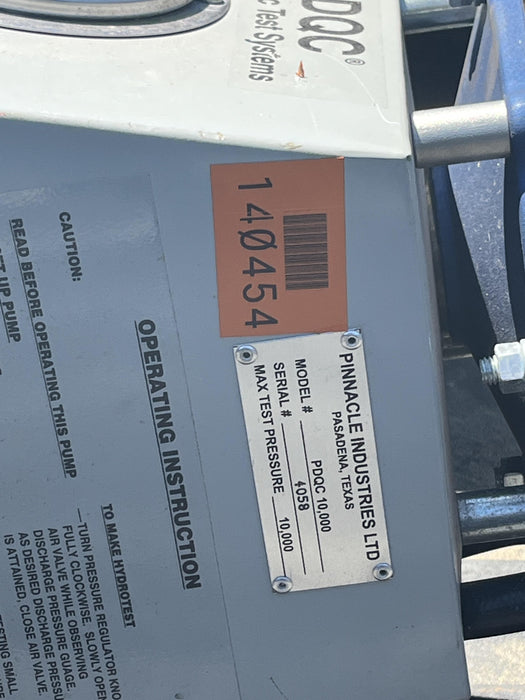 PDQC®
c Test Systems
140454
PINNACLE INDUSTRIES LTD
PASADENA, TEXAS
MODEL # PDQC 10,000
SERIAL # 4058
MAX TEST PRESSURE 10,000
OPERATING INSTRUCTION
CAUTION:
READ BEFORE OPERATING THIS PUMP
UP PUMP
TO MAKE HYDROTEST
—TURN PRESSURE REGULATOR KNO
FULLY CLOCKWISE. SLOWLY OPE
AIR VALVE WHILE OBSERVING
DISCHARGE PRESSURE GUAGE.
AS DESIRED DISCHARGE PRESSU
IS ATTAINED, CLOSE AIR VALVE.
SMALL